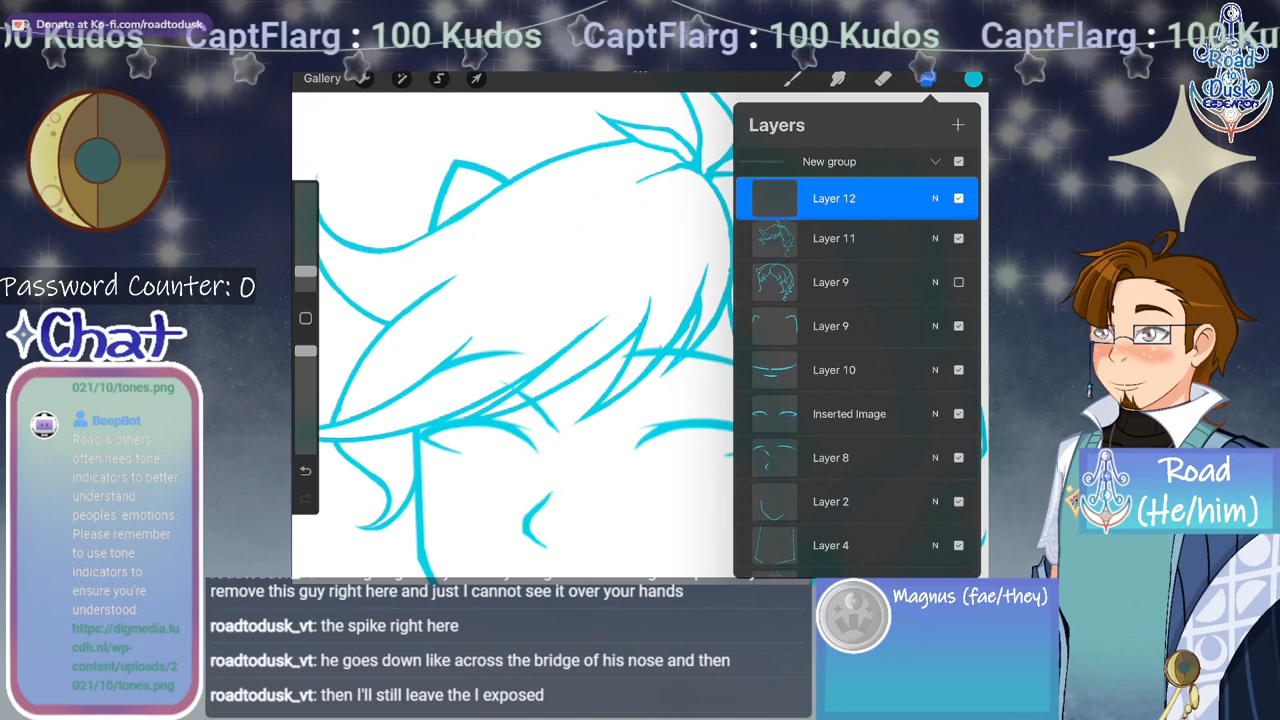 Donate at Ko-fi.com/roadtodusk
00 Kudos CaptFlarg : 100 Kudos CaptFlarg : 100 Kudos CaptFlarg : 100 Ku
Road
to
Dusk
Gallery
Layers
New group
Layer 12 N
Layer 11 N
Layer 9 N
Layer 9 N
Layer 10 N
Inserted Image N
Layer 8 N
Layer 2 N
Layer 4 N
Password Counter: 0
Chat
021/10/tones.png
BeepBot
Road & others
often need tone
indicators to better
understand
peoples' emotions.
Please remember
to use tone
indicators to
ensure you're
understood.
https://digmedia.lu
cdh.nl/wp-
content/uploads/2
021/10/tones.png
remove this guy right here and just I cannot see it over your hands
roadtodusk_vt: the spike right here
roadtodusk_vt: he goes down like across the bridge of his nose and then
roadtodusk_vt: then I'll still leave the I exposed
Road
(He/him)
Magnus (fae/they)